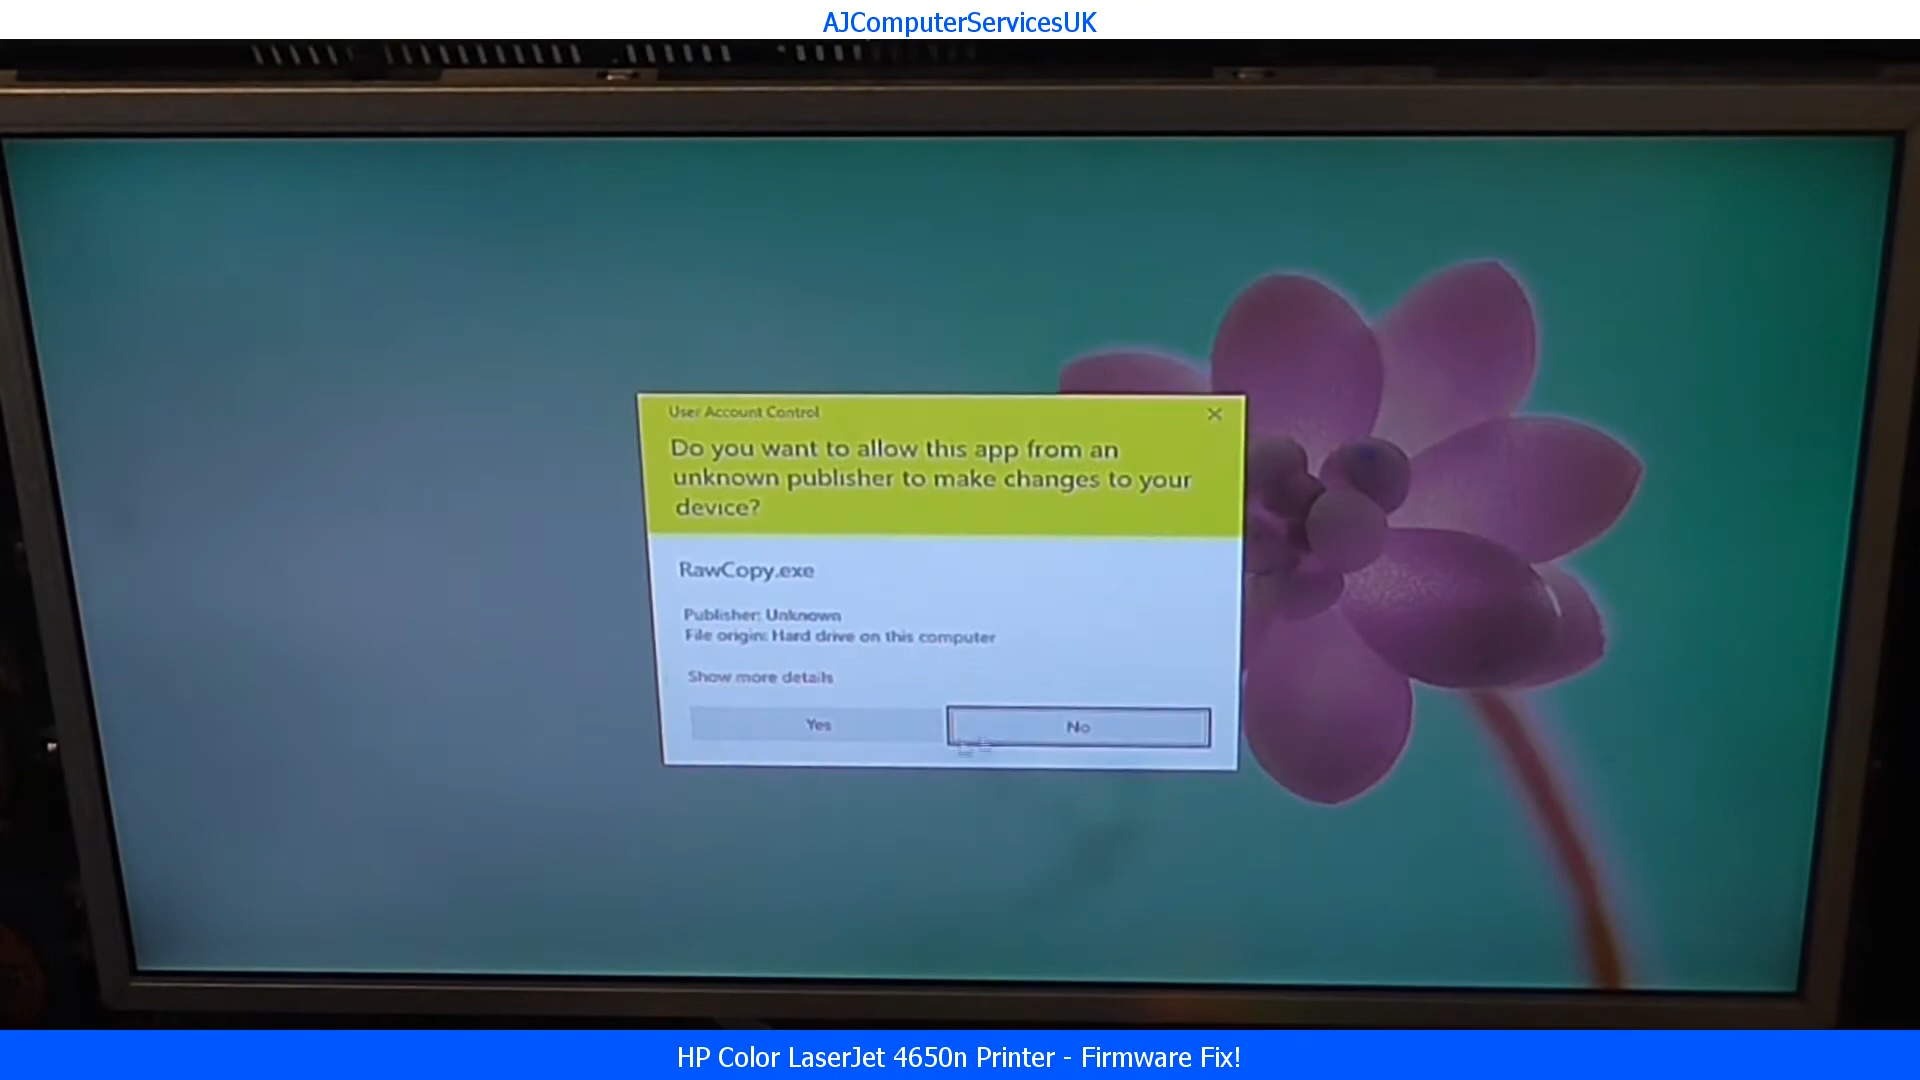 AJComputerServicesUK
User Account Control
Do you want to allow this app from an
unknown publisher to make changes to your
device?
RawCopy.exe
Publisher: Unknown
File origin: Hard drive on this computer
Show more details
Yes
No
HP Color LaserJet 4650n Printer - Firmware Fix!